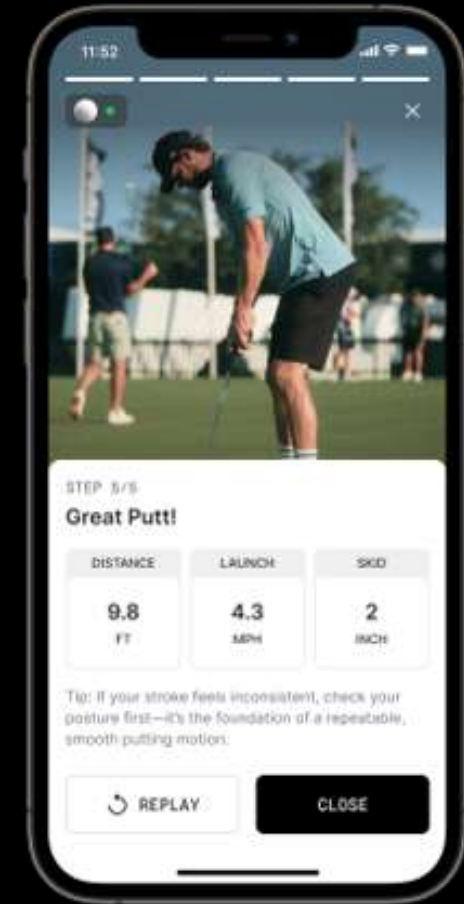 11:52
STEP 5/5
Great Putt!
DISTANCE
LAUNCH
SKID
9.8
4.3
2
FT
MPH
INCH
Tip: If your stroke feels inconsistent, check your
posture first—it's the foundation of a repeatable,
smooth putting motion.
REPLAY
CLOSE